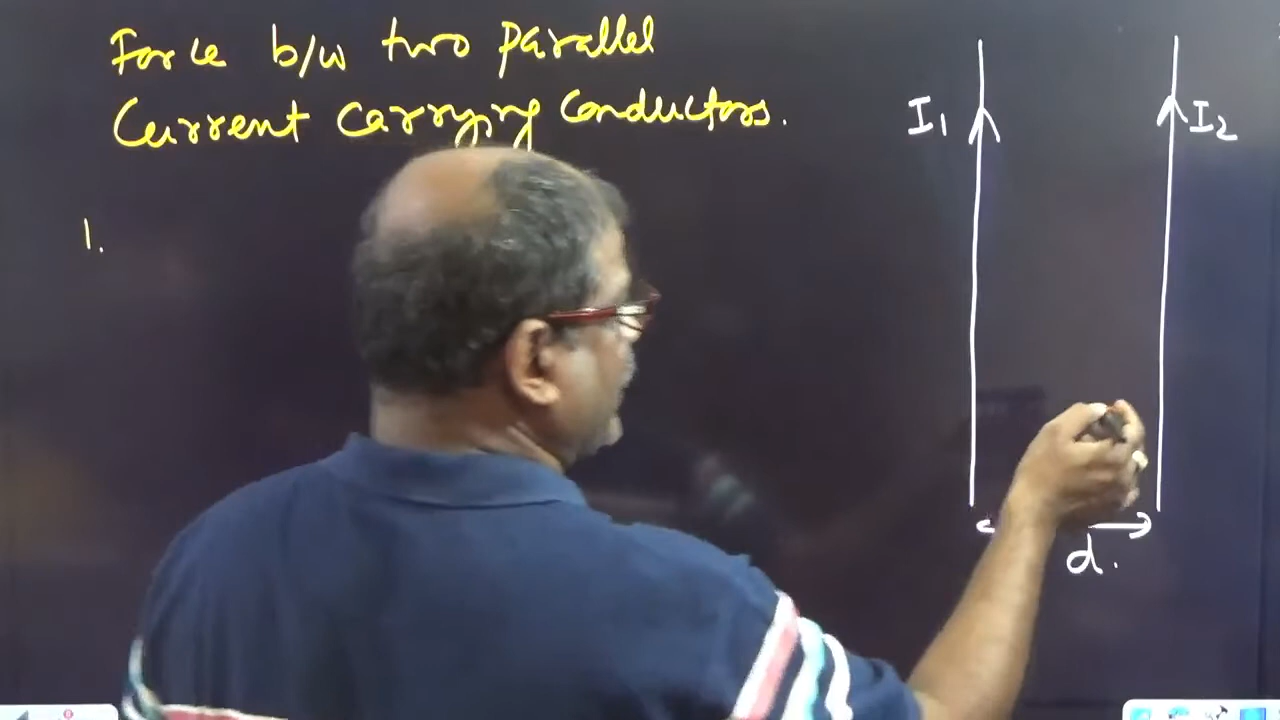 Force b/w two parallel
Current Carrying Conductors.
1.
I1
I2
d.